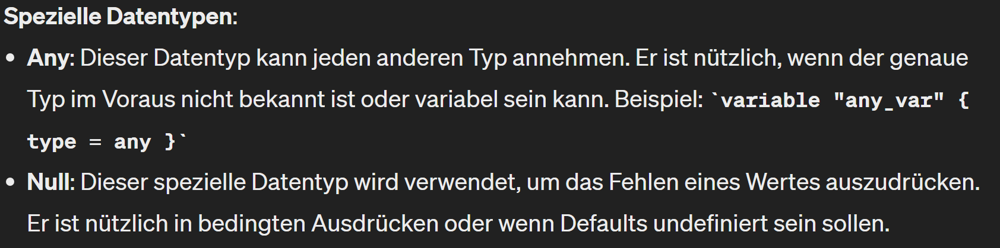 Spezielle Datentypen:
• Any: Dieser Datentyp kann jeden anderen Typ annehmen. Er ist nützlich, wenn der genaue
Typ im Voraus nicht bekannt ist oder variabel sein kann. Beispiel: `variable "any_var" {
type = any }`
• Null: Dieser spezielle Datentyp wird verwendet, um das Fehlen eines Wertes auszudrücken.
Er ist nützlich in bedingten Ausdrücken oder wenn Defaults undefiniert sein sollen.